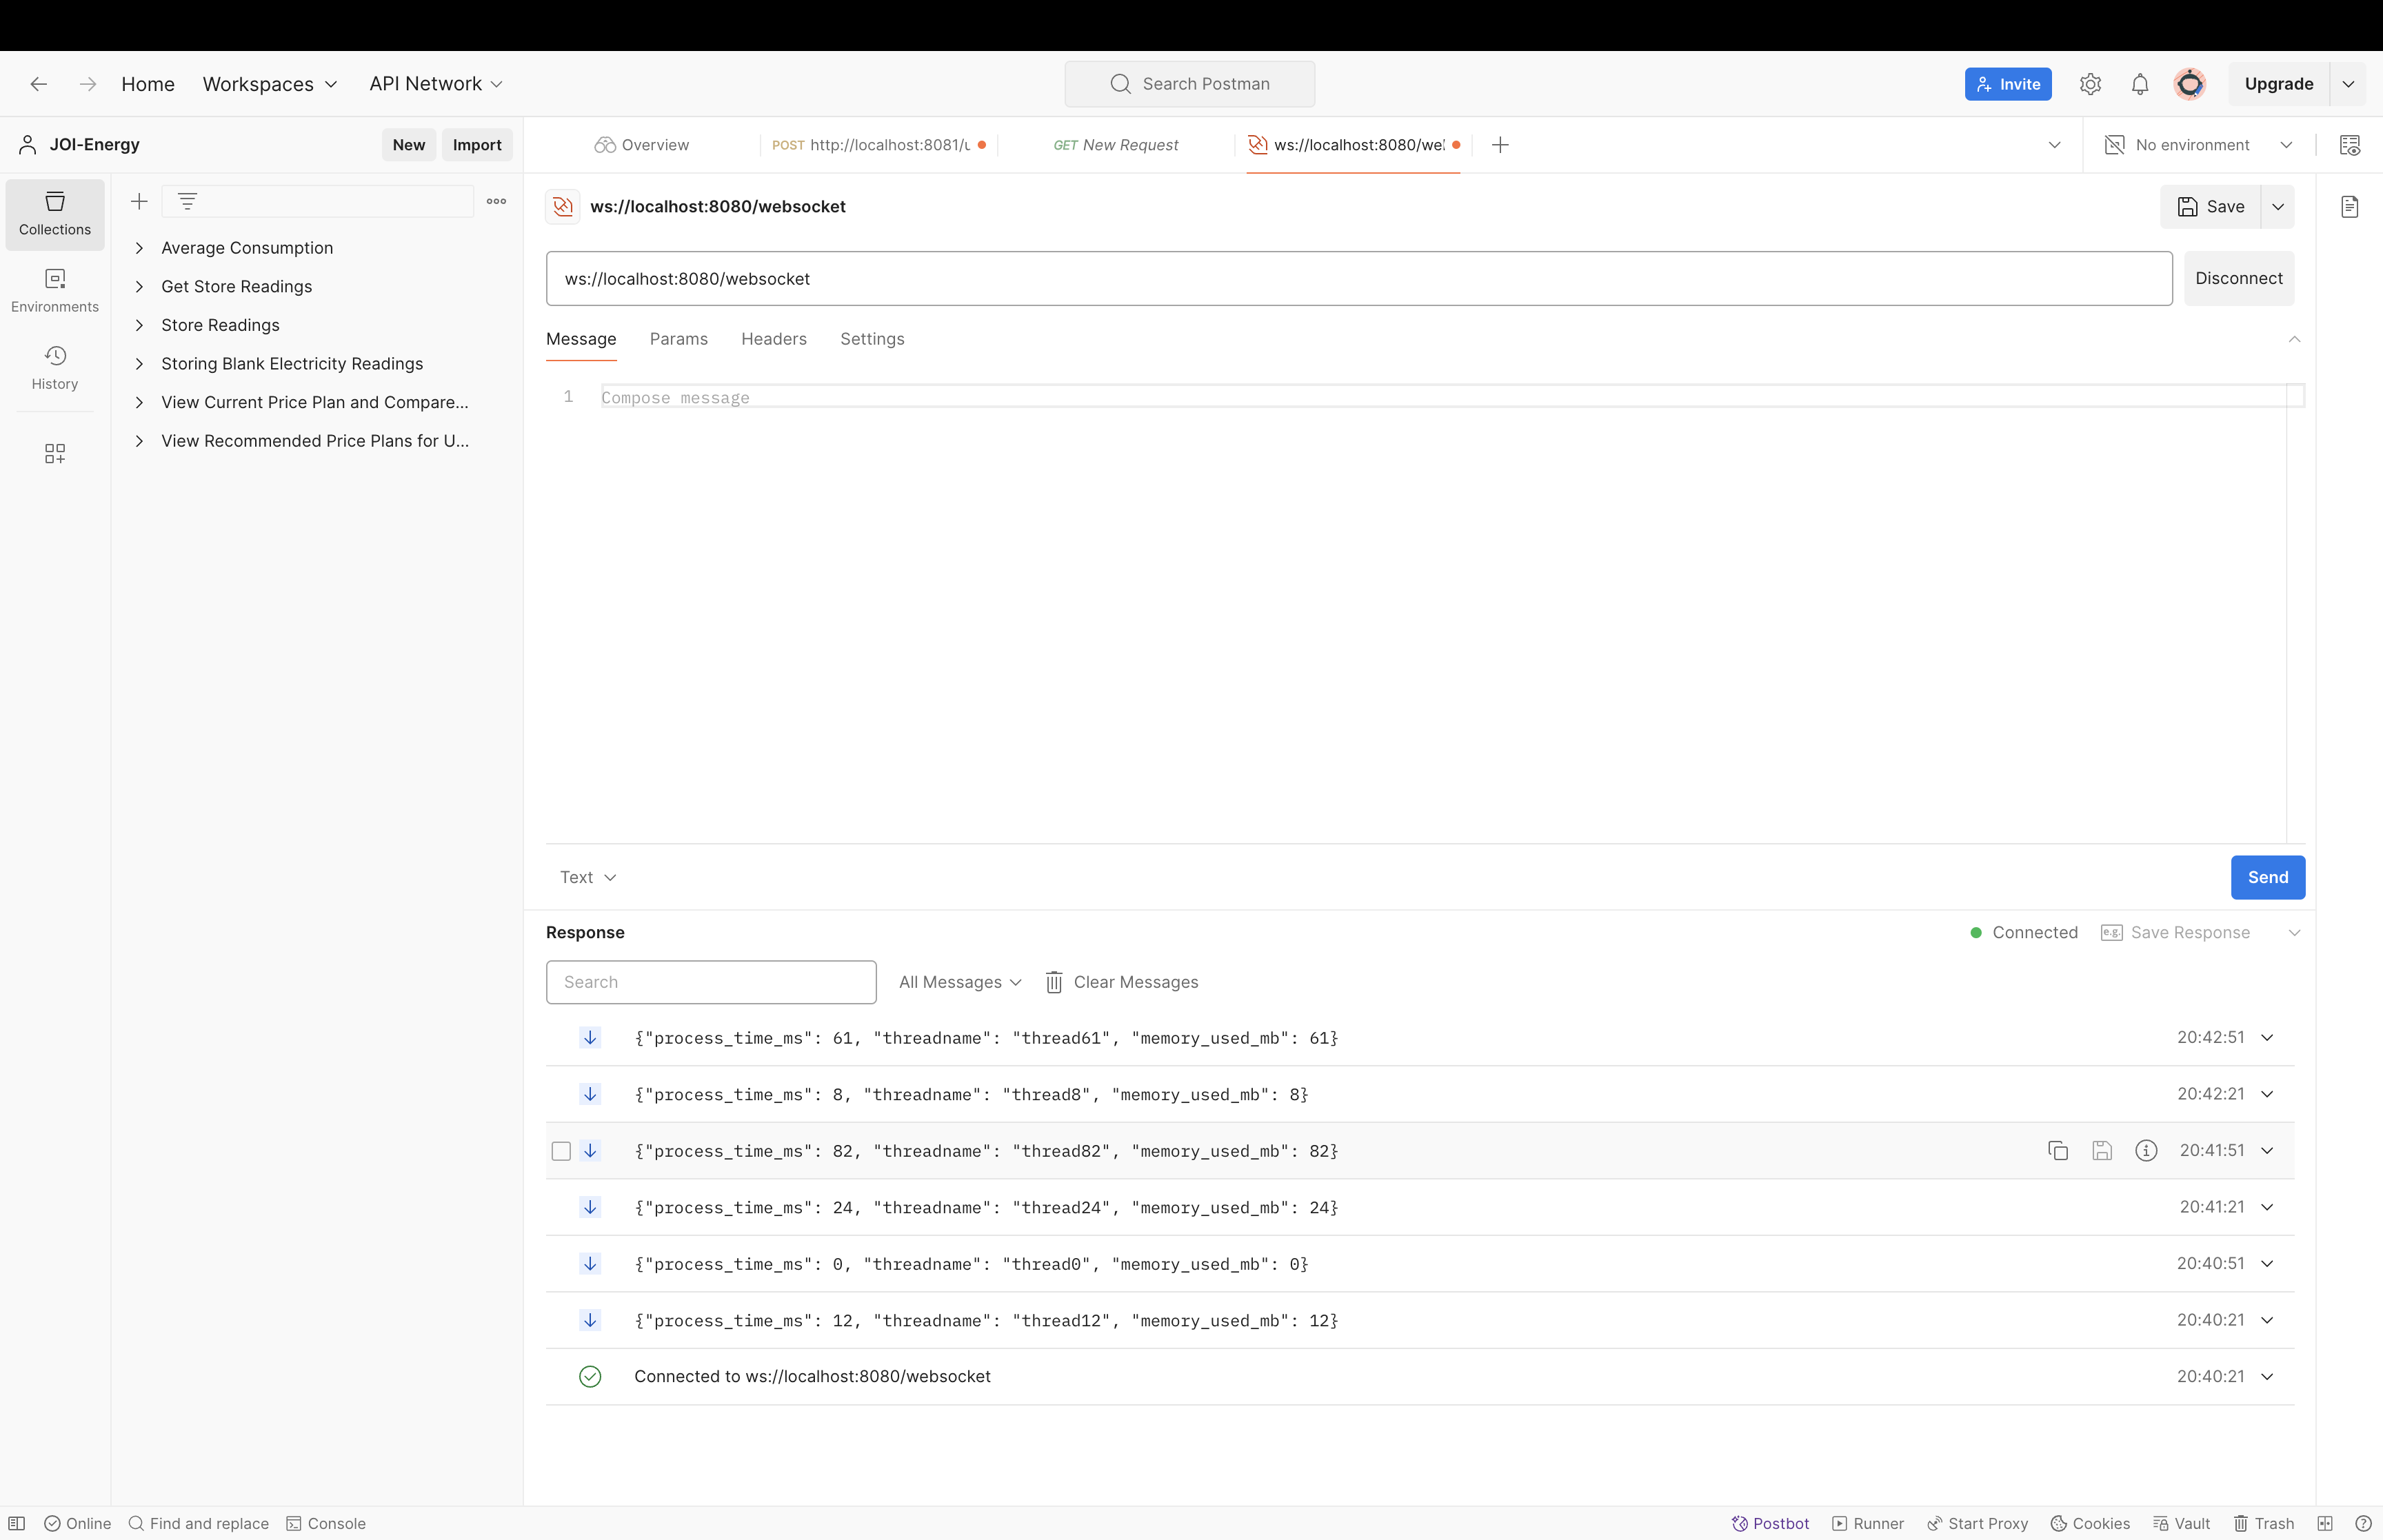 Home Workspaces API Network Search Postman Invite Upgrade
JOI-Energy New Import Overview POST http://localhost:8081/u GET New Request ws://localhost:8080/we No environment
Collections
Environments
History
Average Consumption
Get Store Readings
Store Readings
Storing Blank Electricity Readings
View Current Price Plan and Compare...
View Recommended Price Plans for U...
ws://localhost:8080/websocket Save
ws://localhost:8080/websocket Disconnect
Message Params Headers Settings
1 Compose message
Text Send
Response Connected e.g. Save Response
Search All Messages Clear Messages
{"process_time_ms": 61, "threadname": "thread61", "memory_used_mb": 61} 20:42:51
{"process_time_ms": 8, "threadname": "thread8", "memory_used_mb": 8} 20:42:21
{"process_time_ms": 82, "threadname": "thread82", "memory_used_mb": 82} 20:41:51
{"process_time_ms": 24, "threadname": "thread24", "memory_used_mb": 24} 20:41:21
{"process_time_ms": 0, "threadname": "thread0", "memory_used_mb": 0} 20:40:51
{"process_time_ms": 12, "threadname": "thread12", "memory_used_mb": 12} 20:40:21
Connected to ws://localhost:8080/websocket 20:40:21
Online Find and replace Console Postbot Runner Start Proxy Cookies Vault Trash